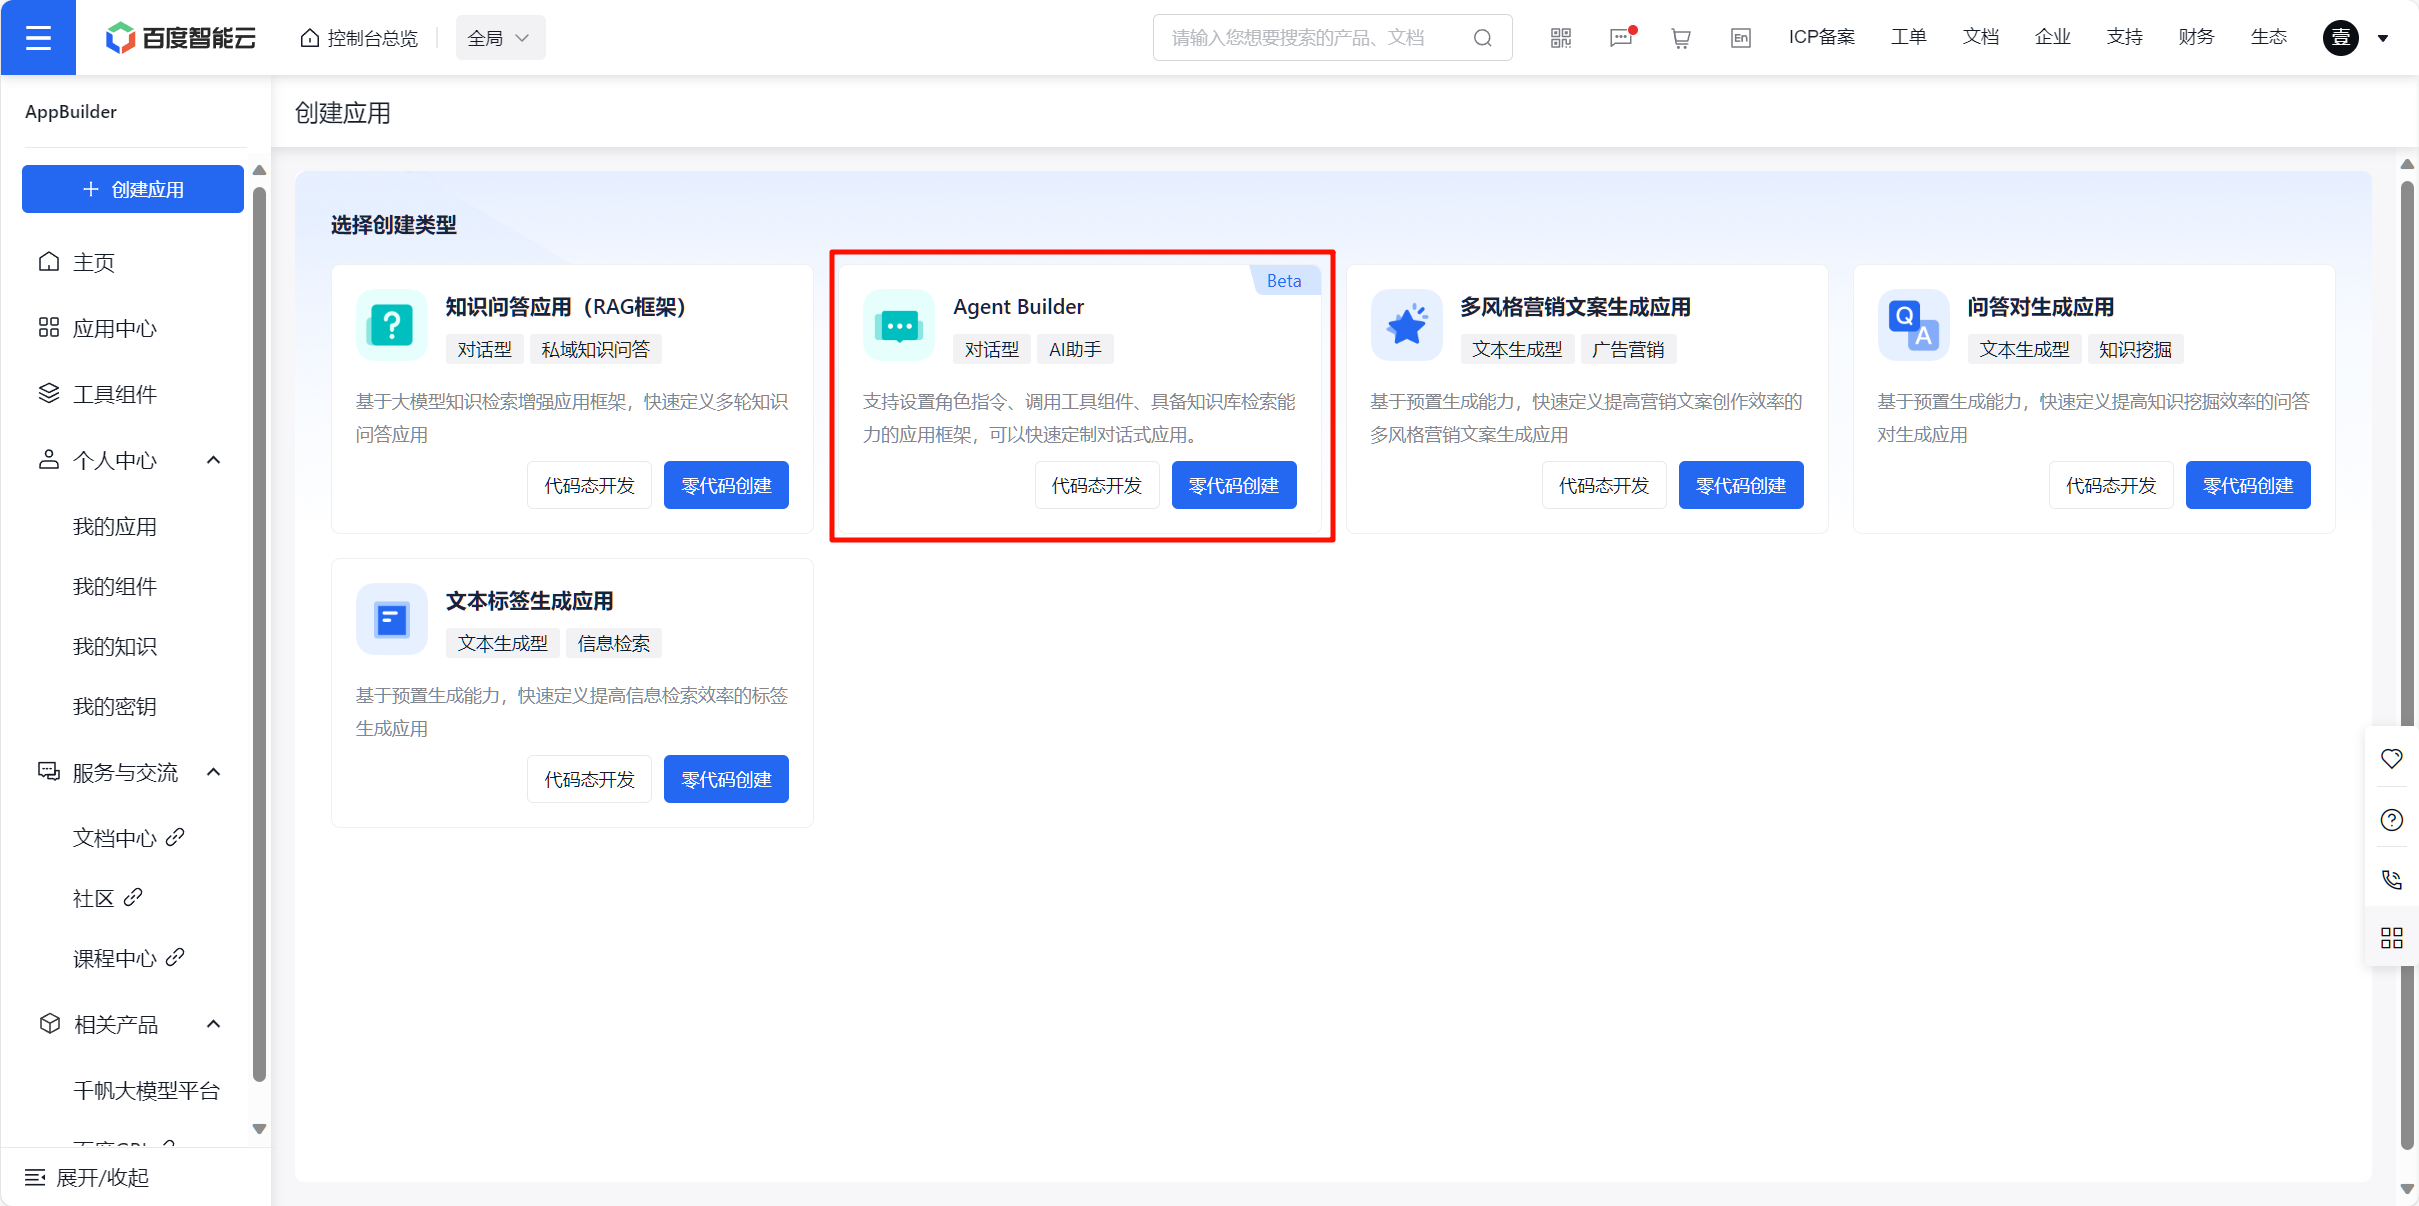 百度智能云
控制台总览
全局
请输入您想要搜索的产品、文档
En
ICP备案
工单
文档
企业
支持
财务
生态
壹
AppBuilder
创建应用
主页
应用中心
工具组件
个人中心
我的应用
我的组件
我的知识
我的密钥
服务与交流
文档中心
社区
课程中心
相关产品
千帆大模型平台
展开/收起
创建应用
选择创建类型
知识问答应用（RAG框架）
对话型 私域知识问答
基于大模型知识检索增强应用框架，快速定义多轮知识
问答应用
代码态开发 零代码创建
Beta
Agent Builder
对话型 AI助手
支持设置角色指令、调用工具组件、具备知识库检索能
力的应用框架，可以快速定制对话式应用。
代码态开发 零代码创建
多风格营销文案生成应用
文本生成型 广告营销
基于预置生成能力，快速定义提高营销文案创作效率的
多风格营销文案生成应用
代码态开发 零代码创建
Q
A
问答对生成应用
文本生成型 知识挖掘
基于预置生成能力，快速定义提高知识挖掘效率的问答
对生成应用
代码态开发 零代码创建
文本标签生成应用
文本生成型 信息检索
基于预置生成能力，快速定义提高信息检索效率的标签
生成应用
代码态开发 零代码创建